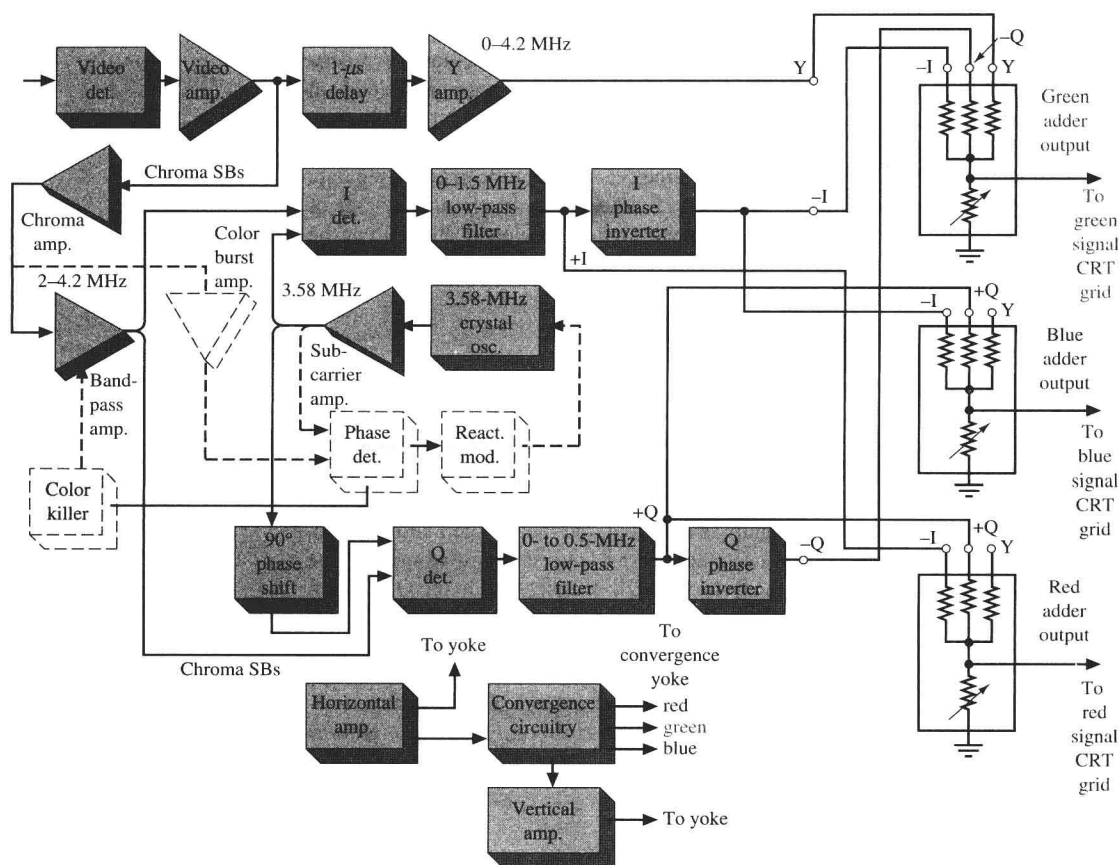 0–4.2 MHz
–Q
Video
det.
Video
amp.
1-μs
delay
Y
amp.
Y
–I
Y
Green
adder
output
Chroma SBs
To
green
signal
CRT
grid
Chroma
amp.
I
det.
0–1.5 MHz
low-pass
filter
I
phase
inverter
–I
+I
Color
burst
amp.
2–4.2 MHz
3.58 MHz
3.58-MHz
crystal
osc.
Sub-
carrier
amp.
+Q
–I
Y
Blue
adder
output
Band-
pass
amp.
Phase
det.
React.
mod.
To
blue
signal
CRT
grid
Color
killer
90°
phase
shift
Q
det.
0- to 0.5-MHz
low-pass
filter
+Q
Q
phase
inverter
–Q
+Q
–I
Y
Red
adder
output
Chroma SBs
To yoke
To
convergence
yoke
To
red
signal
CRT
grid
Horizontal
amp.
Convergence
circuitry
red
green
blue
Vertical
amp.
To yoke